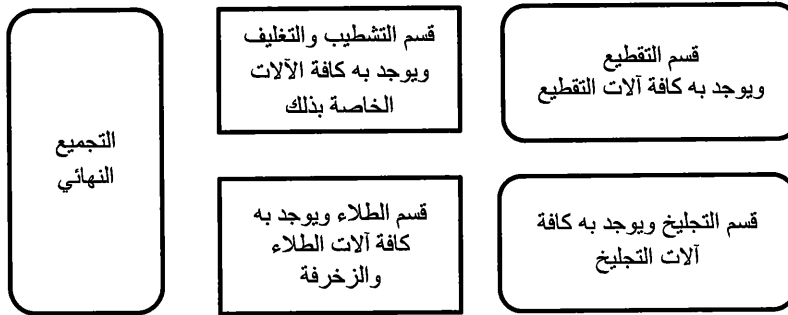 قسم التقطيع
ويوجد به كافة آلات التقطيع
قسم التشطيب والتغليف
ويوجد به كافة الآلات
الخاصة بذلك
التجميع
النهائي
قسم التجليخ ويوجد به كافة
آلات التجليخ
قسم الطلاء ويوجد به
كافة آلات الطلاء
والزخرفة